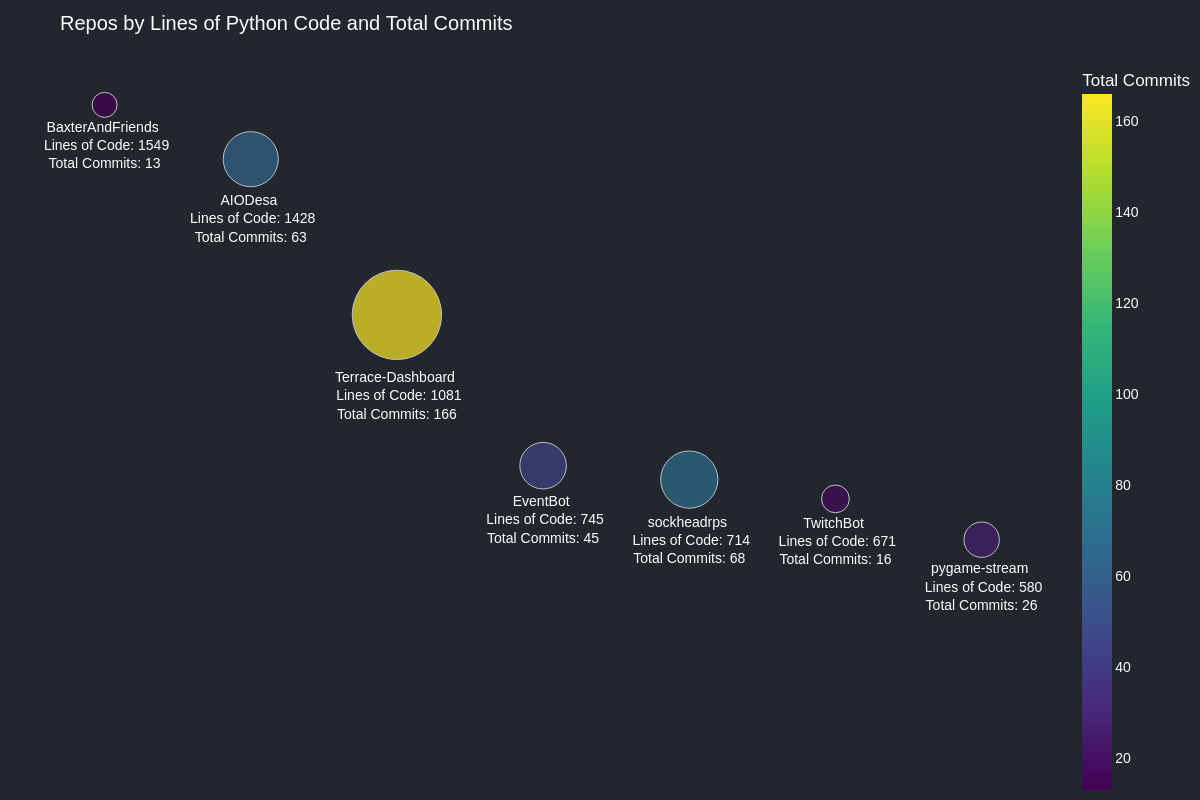 Repos by Lines of Python Code and Total Commits
BaxterAndFriends
Lines of Code: 1549
Total Commits: 13
AIODesa
Lines of Code: 1428
Total Commits: 63
Terrace-Dashboard
Lines of Code: 1081
Total Commits: 166
EventBot
Lines of Code: 745
Total Commits: 45
sockheadrps
Lines of Code: 714
Total Commits: 68
TwitchBot
Lines of Code: 671
Total Commits: 16
pygame-stream
Lines of Code: 580
Total Commits: 26
Total Commits
160
140
120
100
80
60
40
20